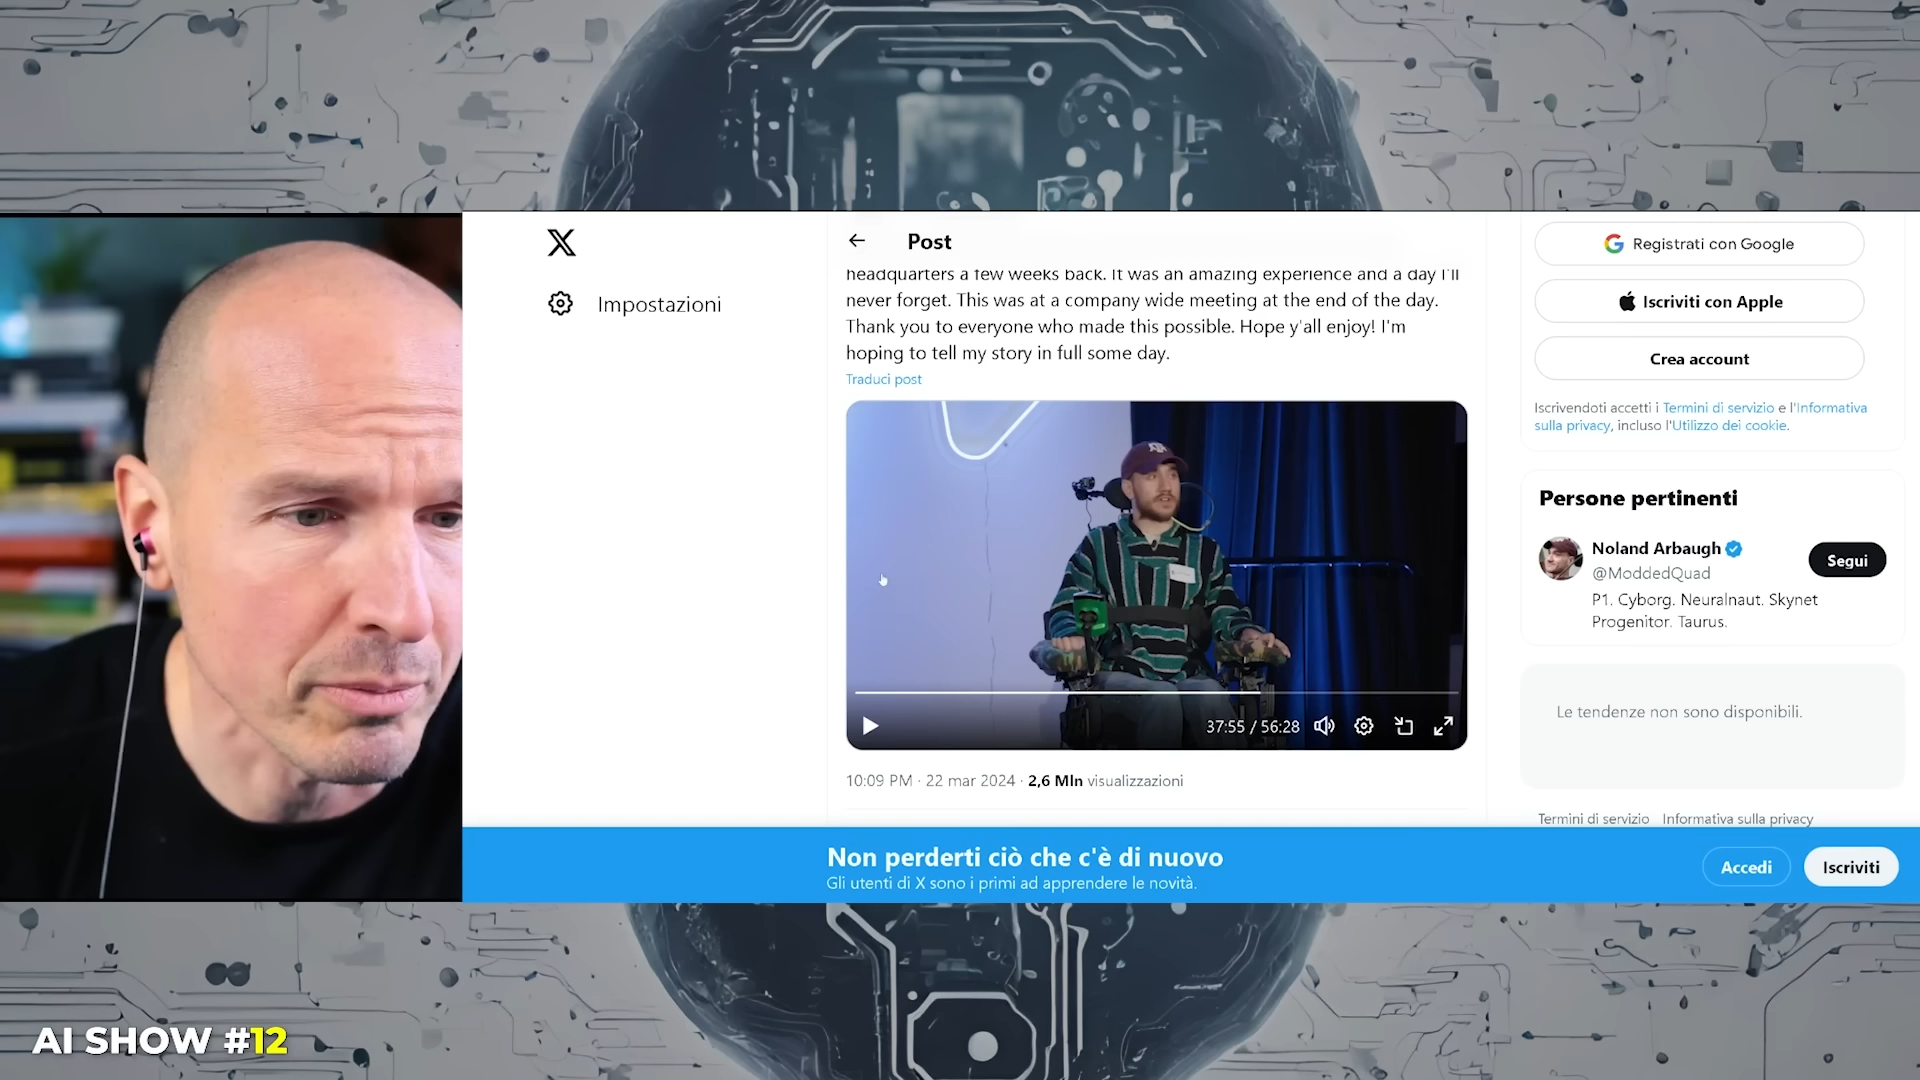 Impostazioni
Post
headquarters a few weeks back. It was an amazing experience and a day I'll
never forget. This was at a company wide meeting at the end of the day.
Thank you to everyone who made this possible. Hope y'all enjoy! I'm
hoping to tell my story in full some day.
Traduci post
37:55 / 56:28
10:09 PM · 22 mar 2024 · 2,6 Mln visualizzazioni
Registrati con Google
Iscriviti con Apple
Crea account
Iscrivendoti accetti i Termini di servizio e l'Informativa
sulla privacy, incluso l'Utilizzo dei cookie.
Persone pertinenti
Noland Arbaugh
@ModdedQuad
Segui
P1. Cyborg. Neuralnaut. Skynet
Progenitor. Taurus.
Le tendenze non sono disponibili.
Termini di servizio Informativa sulla privacy
Non perderti ciò che c'è di nuovo
Gli utenti di X sono i primi ad apprendere le novità.
Accedi
Iscriviti
AI SHOW #12